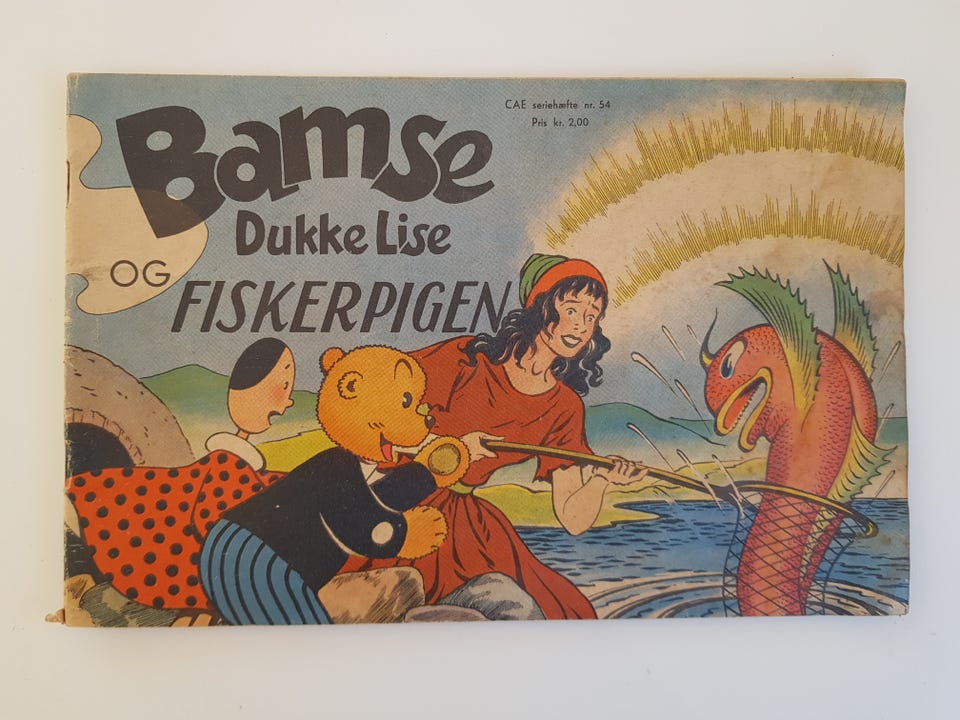 CAE seriehæfte nr. 54
Pris kr. 2,00
Bamse
Dukke Lise
OG
FISKERPIGEN